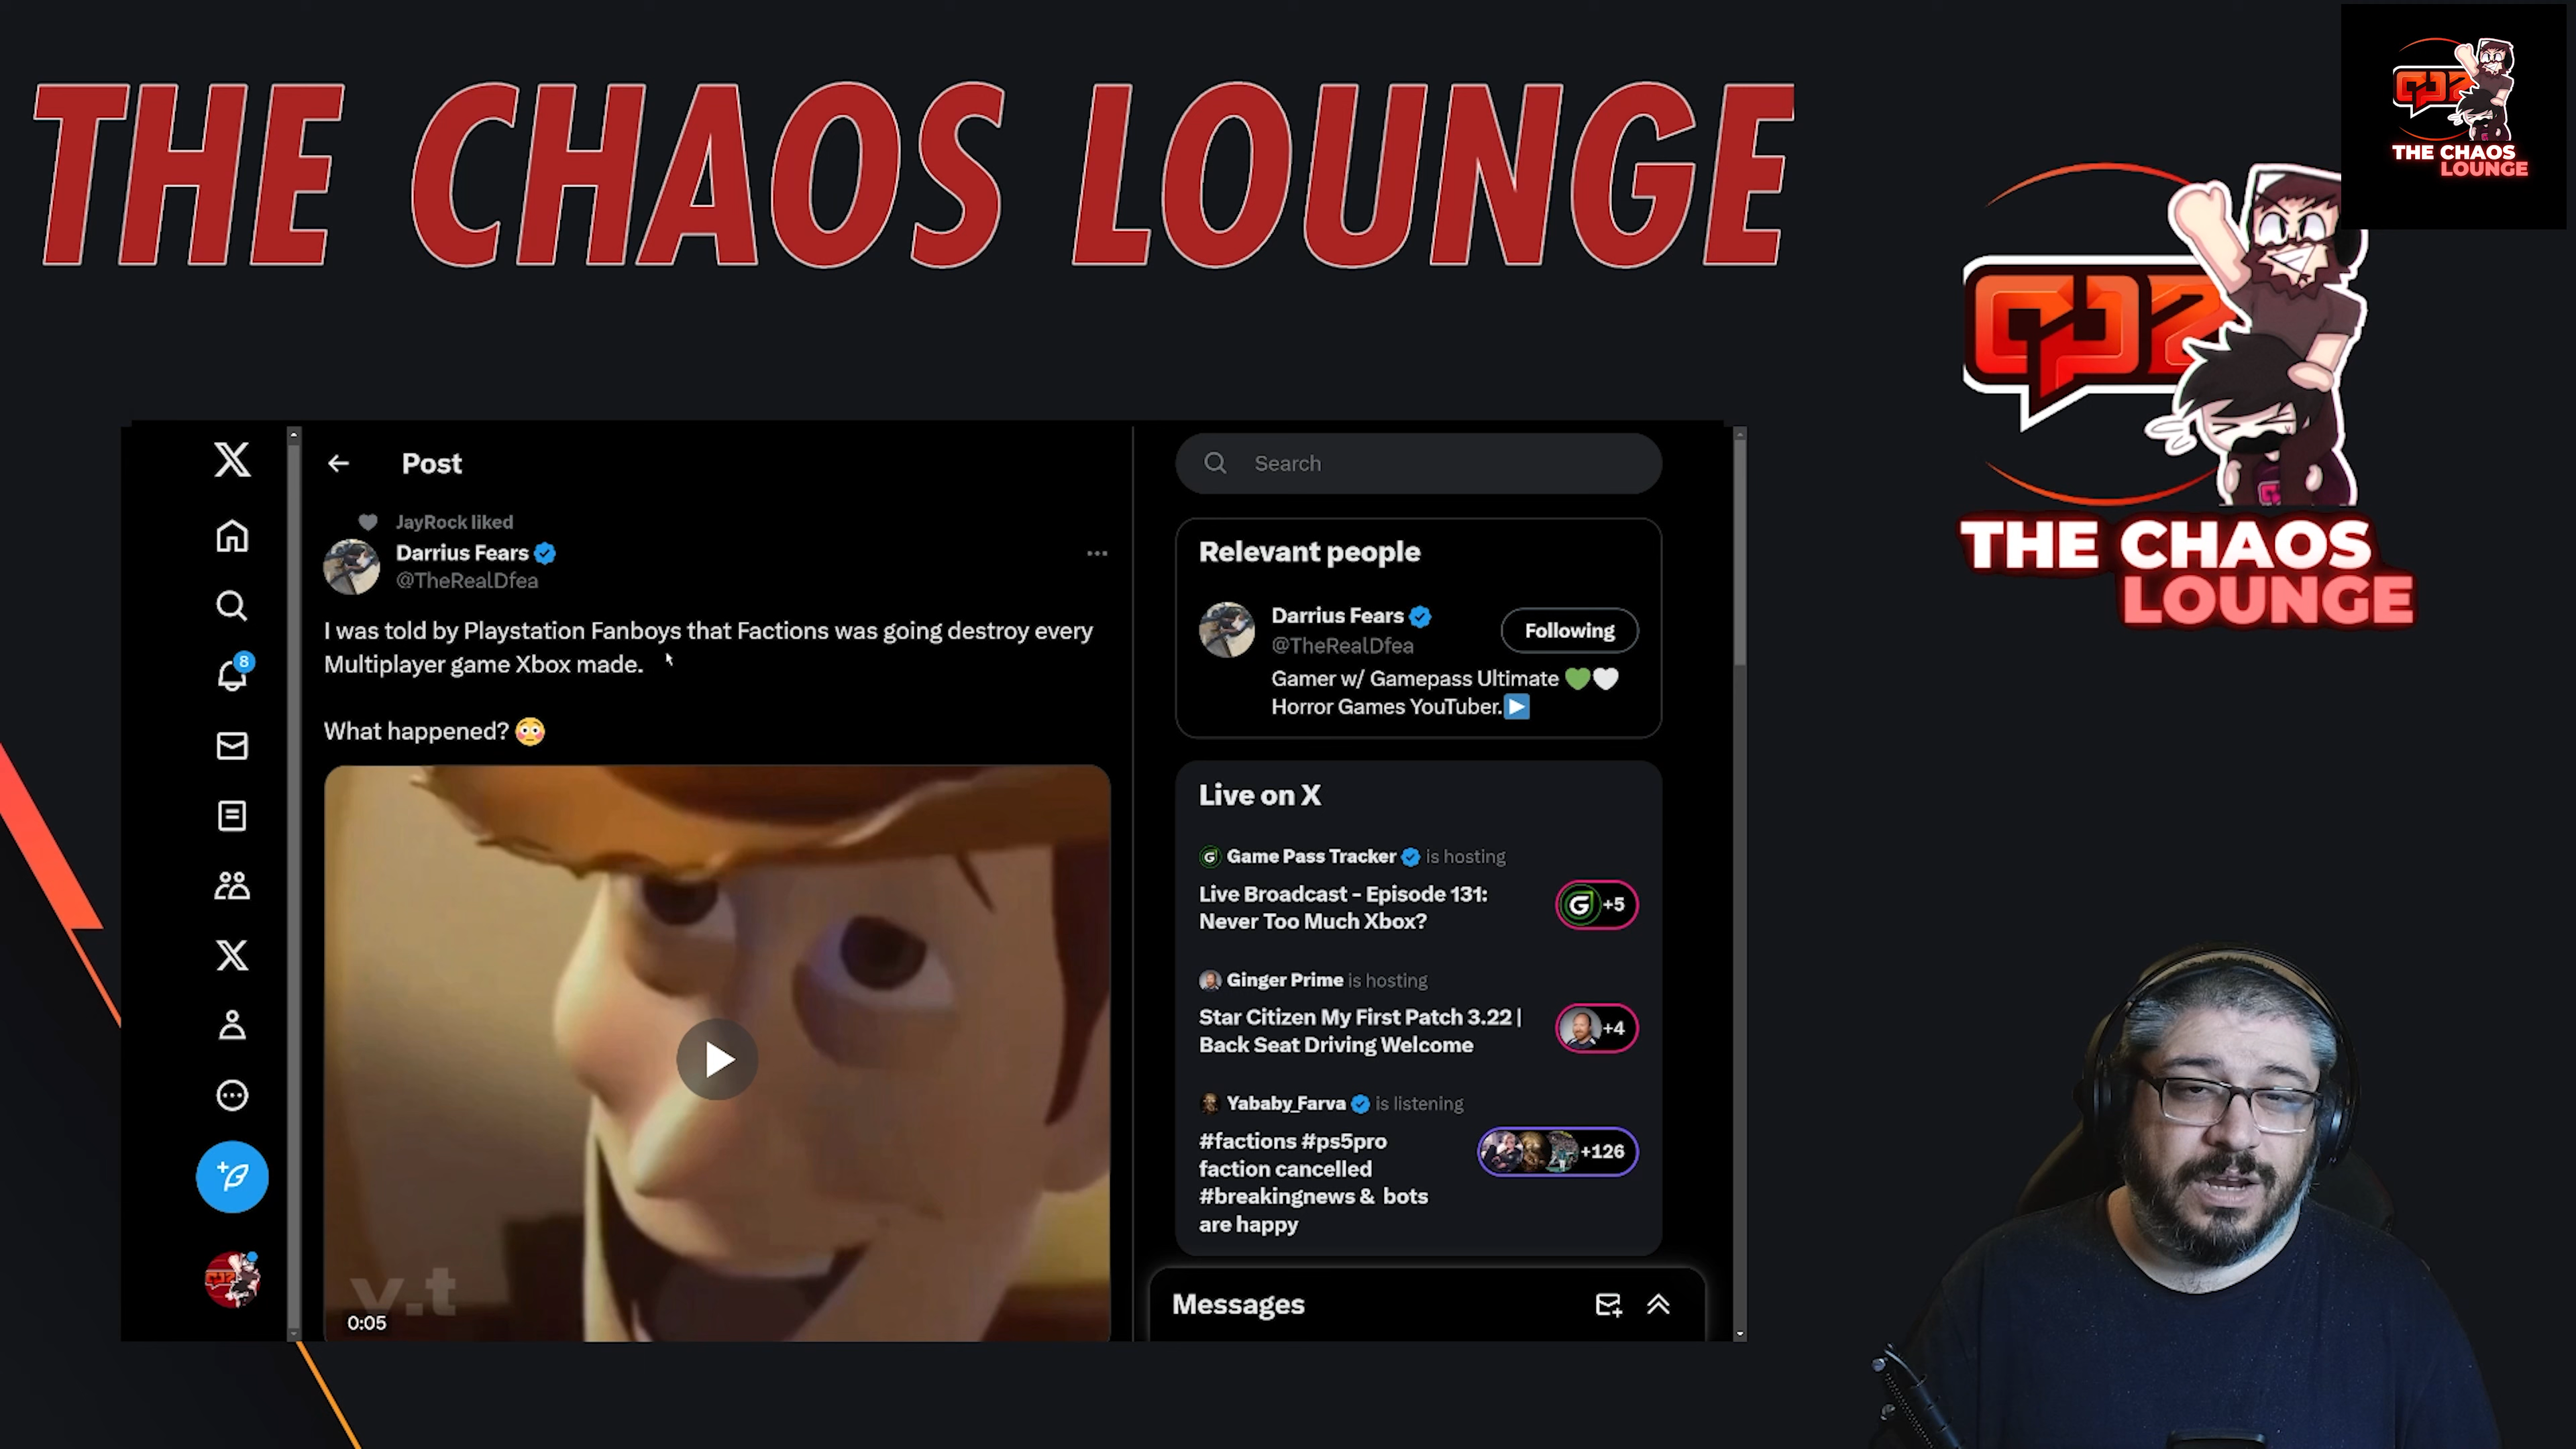 THE CHAOS LOUNGE
THE CHAOS
LOUNGE
THE CHAOS
LOUNGE
Post
JayRock liked
Darrius Fears
@TheRealDfea
I was told by Playstation Fanboys that Factions was going destroy every
Multiplayer game Xbox made.
What happened? 😳
v.t
0:05
8
Search
Relevant people
Darrius Fears
@TheRealDfea
Following
Gamer w/ Gamepass Ultimate 💚🤍
Horror Games YouTuber.▶️
Live on X
Game Pass Tracker is hosting
Live Broadcast - Episode 131:
Never Too Much Xbox?
G +5
Ginger Prime is hosting
Star Citizen My First Patch 3.22 |
Back Seat Driving Welcome
+4
Yababy_Farva is listening
#factions #ps5pro
faction cancelled
#breakingnews & bots
are happy
+126
Messages